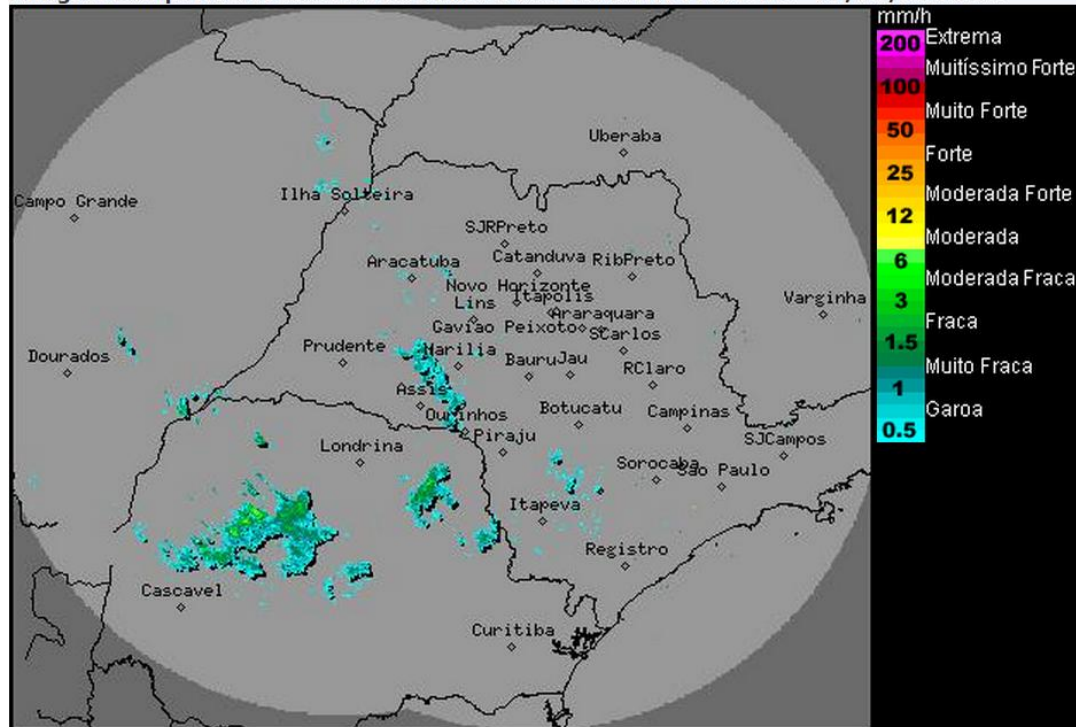 mm/h
200 Extrema
Muitíssimo Forte
100
Muito Forte
50
Forte
25
Moderada Forte
12
Moderada
6
Moderada Fraca
3
Fraca
1.5
Muito Fraca
1
Garoa
0.5
Uberaba
Campo Grande
Ilha Solteira
SJRPreto
Aracatuba
Catanduva
RibPreto
Novo Horizonte
Itapolis
Lins
Araraquara
Varginha
Gaviao Peixoto
SCarlos
Dourados
Prudente
Marilia
Bauru
Jau
RClaro
Assis
Ourinhos
Botucatu
Campinas
Londrina
Piraju
SJCampos
Sorocaba
Sao Paulo
Itapeva
Registro
Cascavel
Curitiba